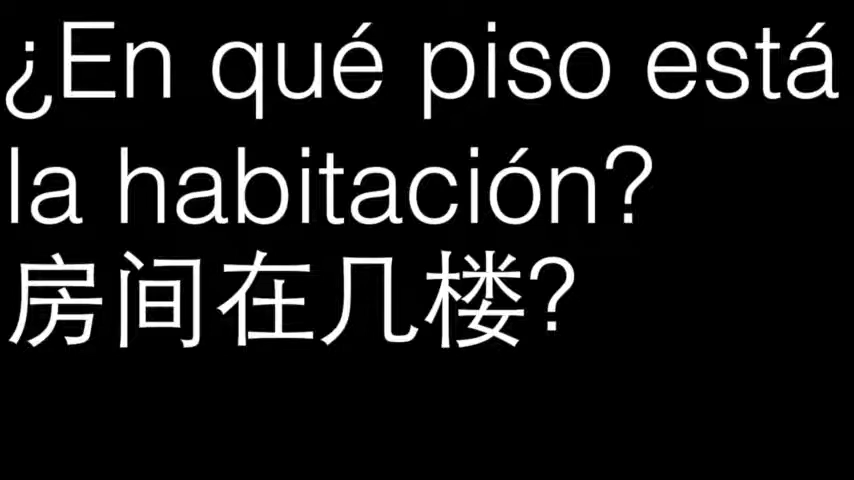 ¿En qué piso está
la habitación?
房间在几楼?